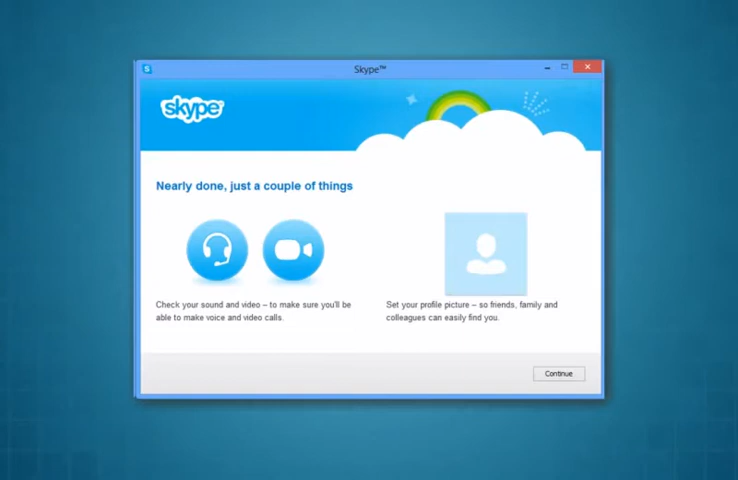 Skype™
skype™
Nearly done, just a couple of things
Check your sound and video – to make sure you'll be
able to make voice and video calls.
Set your profile picture – so friends, family and
colleagues can easily find you.
Continue